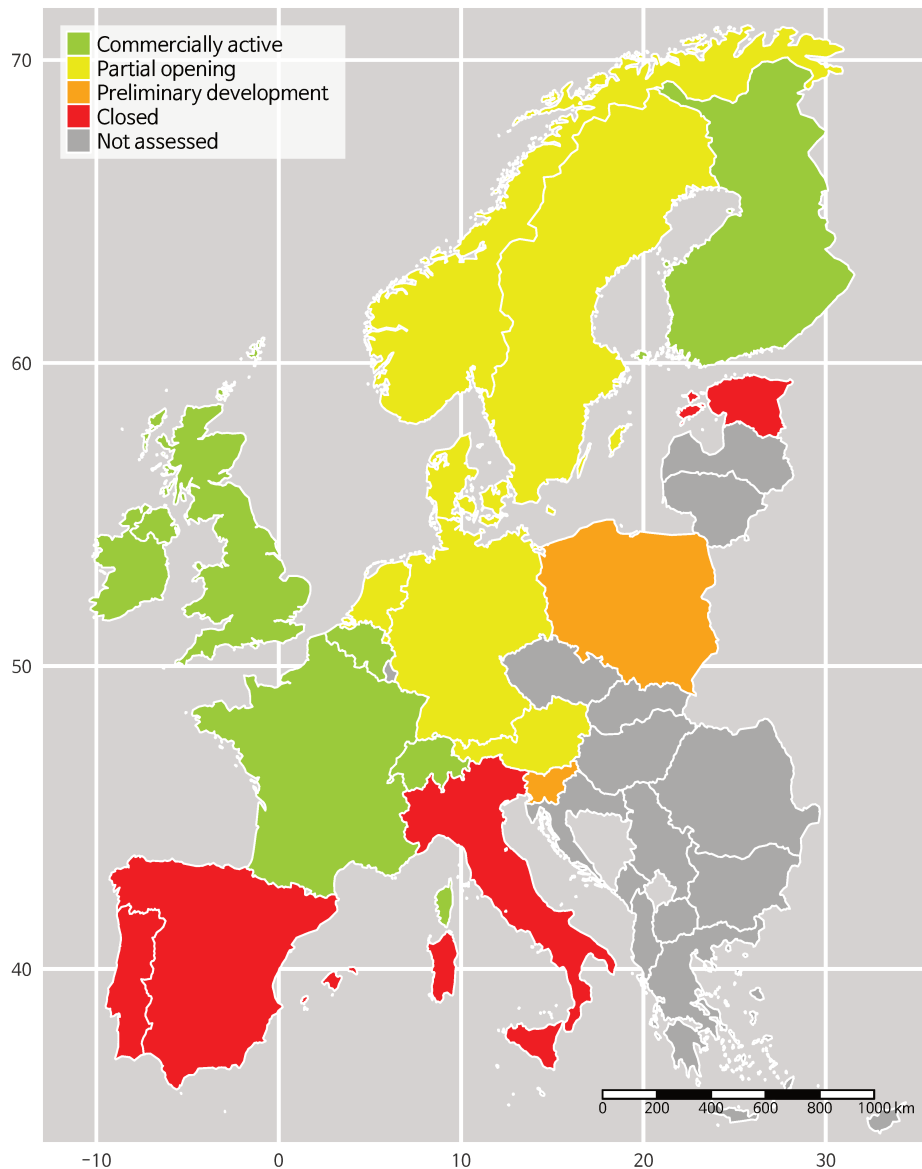 Commercially active
Partial opening
Preliminary development
Closed
Not assessed
70
60
50
40
0 200 400 600 800 1000 km
−10 0 10 20 30